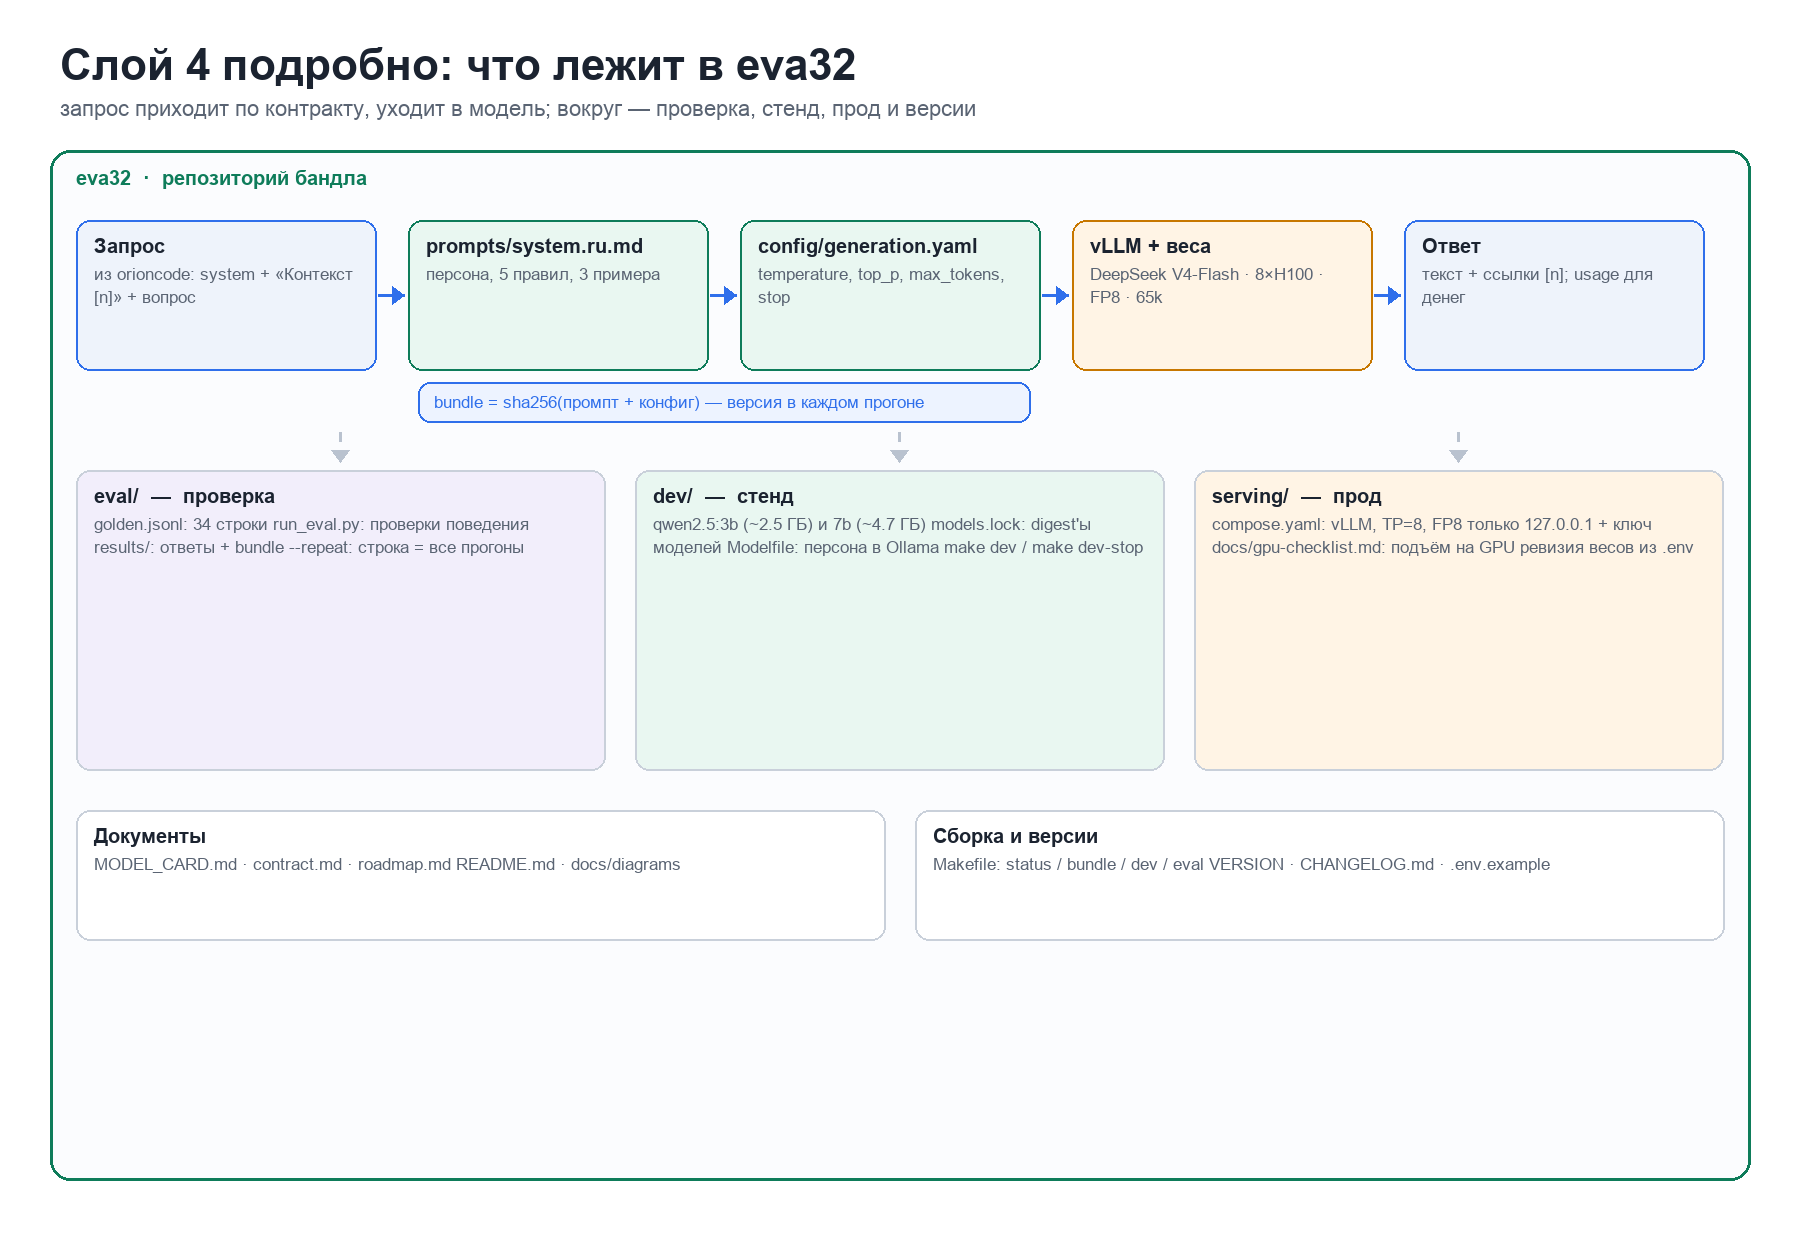 Слой 4 подробно: что лежит в eva32
запрос приходит по контракту, уходит в модель; вокруг — проверка, стенд, прод и версии
eva32 · репозиторий бандла
Запрос
из orioncode: system + «Контекст
[n]» + вопрос
prompts/system.ru.md
персона, 5 правил, 3 примера
config/generation.yaml
temperature, top_p, max_tokens,
stop
vLLM + веса
DeepSeek V4-Flash · 8×H100 ·
FP8 · 65k
Ответ
текст + ссылки [n]; usage для
денег
bundle = sha256(промпт + конфиг) — версия в каждом прогоне
eval/ — проверка
golden.jsonl: 34 строки run_eval.py: проверки поведения
results/: ответы + bundle --repeat: строка = все прогоны
dev/ — стенд
qwen2.5:3b (~2.5 ГБ) и 7b (~4.7 ГБ) models.lock: digest'ы
моделей Modelfile: персона в Ollama make dev / make dev-stop
serving/ — прод
compose.yaml: vLLM, TP=8, FP8 только 127.0.0.1 + ключ
docs/gpu-checklist.md: подъём на GPU ревизия весов из .env
Документы
MODEL_CARD.md · contract.md · roadmap.md README.md · docs/diagrams
Сборка и версии
Makefile: status / bundle / dev / eval VERSION · CHANGELOG.md · .env.example